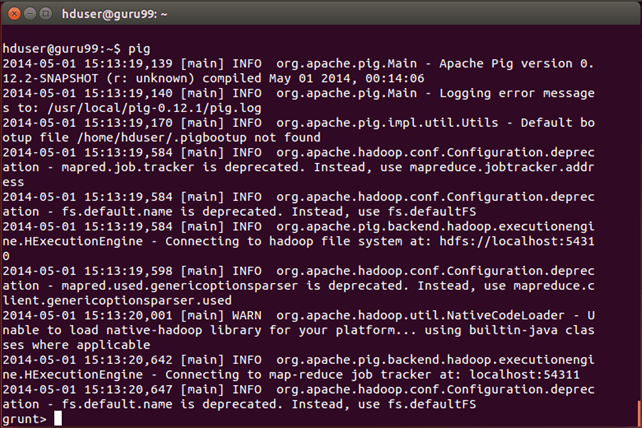 hduser@guru99: ~
hduser@guru99:~$ pig
2014-05-01 15:13:19,139 [main] INFO  org.apache.pig.Main - Apache Pig version 0.
12.2-SNAPSHOT (r: unknown) compiled May 01 2014, 00:14:06
2014-05-01 15:13:19,140 [main] INFO  org.apache.pig.Main - Logging error message
s to: /usr/local/pig-0.12.1/pig.log
2014-05-01 15:13:19,170 [main] INFO  org.apache.pig.impl.util.Utils - Default bo
otup file /home/hduser/.pigbootup not found
2014-05-01 15:13:19,584 [main] INFO  org.apache.hadoop.conf.Configuration.deprec
ation - mapred.job.tracker is deprecated. Instead, use mapreduce.jobtracker.addr
ess
2014-05-01 15:13:19,584 [main] INFO  org.apache.hadoop.conf.Configuration.deprec
ation - fs.default.name is deprecated. Instead, use fs.defaultFS
2014-05-01 15:13:19,584 [main] INFO  org.apache.pig.backend.hadoop.executionengi
ne.HExecutionEngine - Connecting to hadoop file system at: hdfs://localhost:5431
0
2014-05-01 15:13:19,598 [main] INFO  org.apache.hadoop.conf.Configuration.deprec
ation - mapred.used.genericoptionsparser is deprecated. Instead, use mapreduce.c
lient.genericoptionsparser.used
2014-05-01 15:13:20,001 [main] WARN  org.apache.hadoop.util.NativeCodeLoader - U
nable to load native-hadoop library for your platform... using builtin-java clas
ses where applicable
2014-05-01 15:13:20,642 [main] INFO  org.apache.pig.backend.hadoop.executionengi
ne.HExecutionEngine - Connecting to map-reduce job tracker at: localhost:54311
2014-05-01 15:13:20,647 [main] INFO  org.apache.hadoop.conf.Configuration.deprec
ation - fs.default.name is deprecated. Instead, use fs.defaultFS
grunt>